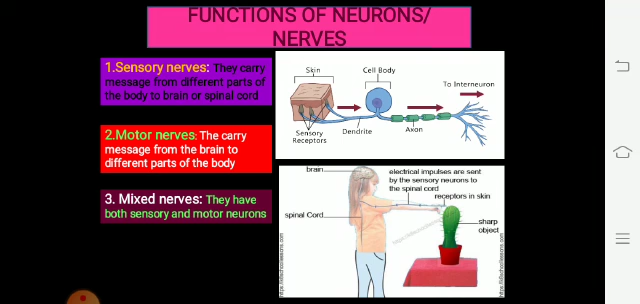 FUNCTIONS OF NEURONS/
NERVES
1.Sensory nerves: They carry
message from different parts of
the body to brain or spinal cord
2.Motor nerves: The carry
message from the brain to
different parts of the body
3. Mixed nerves: They have
both sensory and motor neurons
Skin
Cell Body
To Interneuron
Sensory
Receptors
Dendrite
Axon
brain
electrical impulses are sent
by the sensory neurons to
the spinal cord
receptors in skin
spinal Cord
sharp
object